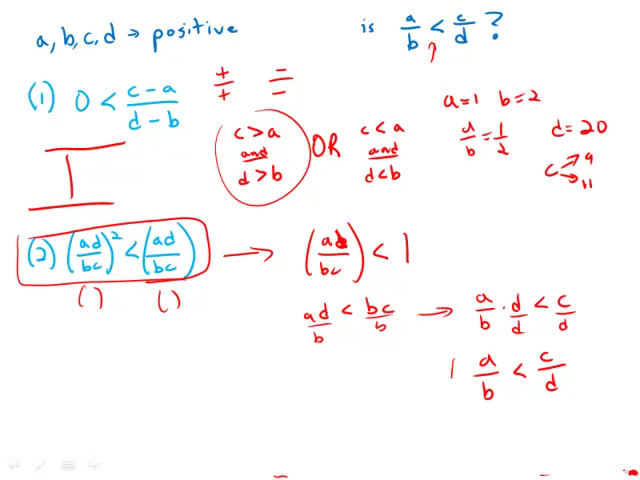 a, b, c, d → positive
is a/b < c/d ?
(1) 0 < (c - a)/(d - b)
+/+ -/-
c > a and d > b
OR
c < a and d < b
a = 1 b = 2
a/b = 1/2
d = 20
c → 9
→ 11
I
(2) (ad/bc)² < (ad/bc) → (ad/bc) < 1
( ) ( )
ad/b < bc/b → a/b · d/d < c/d
a/b < c/d